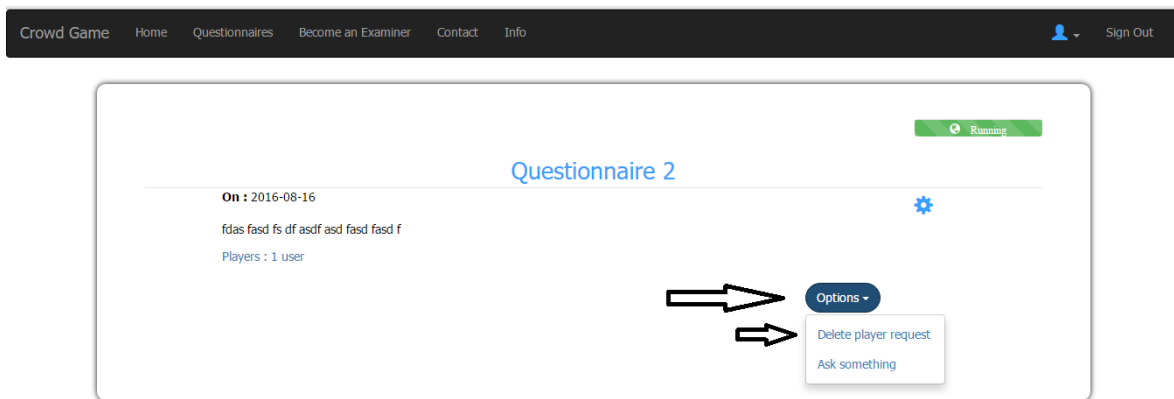 Crowd Game Home Questionnaires Become an Examiner Contact Info Sign Out
Running
Questionnaire 2
On : 2016-08-16
fdas fasd fs df asdf asd fasd fasd f
Players : 1 user
Options
Delete player request
Ask something